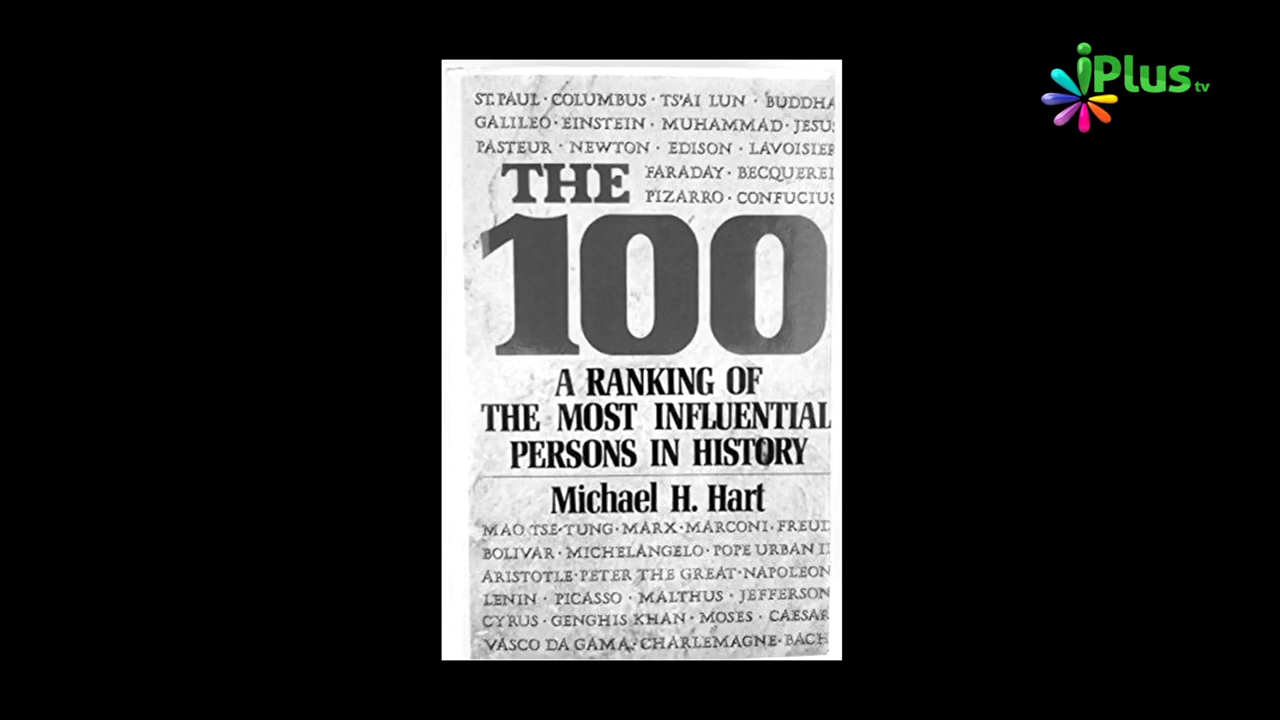 iPlus tv
ST. PAUL · COLUMBUS · TS'AI LUN · BUDDHA
GALILEO · EINSTEIN · MUHAMMAD · JESU
PASTEUR · NEWTON · EDISON · LAVOISIER
THE
FARADAY · BECQUEREL
PIZARRO · CONFUCIUS
100
A RANKING OF
THE MOST INFLUENTIAL
PERSONS IN HISTORY
Michael H. Hart
MAO TSE-TUNG · MARX · MARCONI · FREUD
BOLIVAR · MICHELANGELO · POPE URBAN II
ARISTOTLE · PETER THE GREAT · NAPOLEON
LENIN · PICASSO · MALTHUS · JEFFERSON
CYRUS · GENGHIS KHAN · MOSES · CAESAR
VASCO DA GAMA · CHARLEMAGNE · BACH